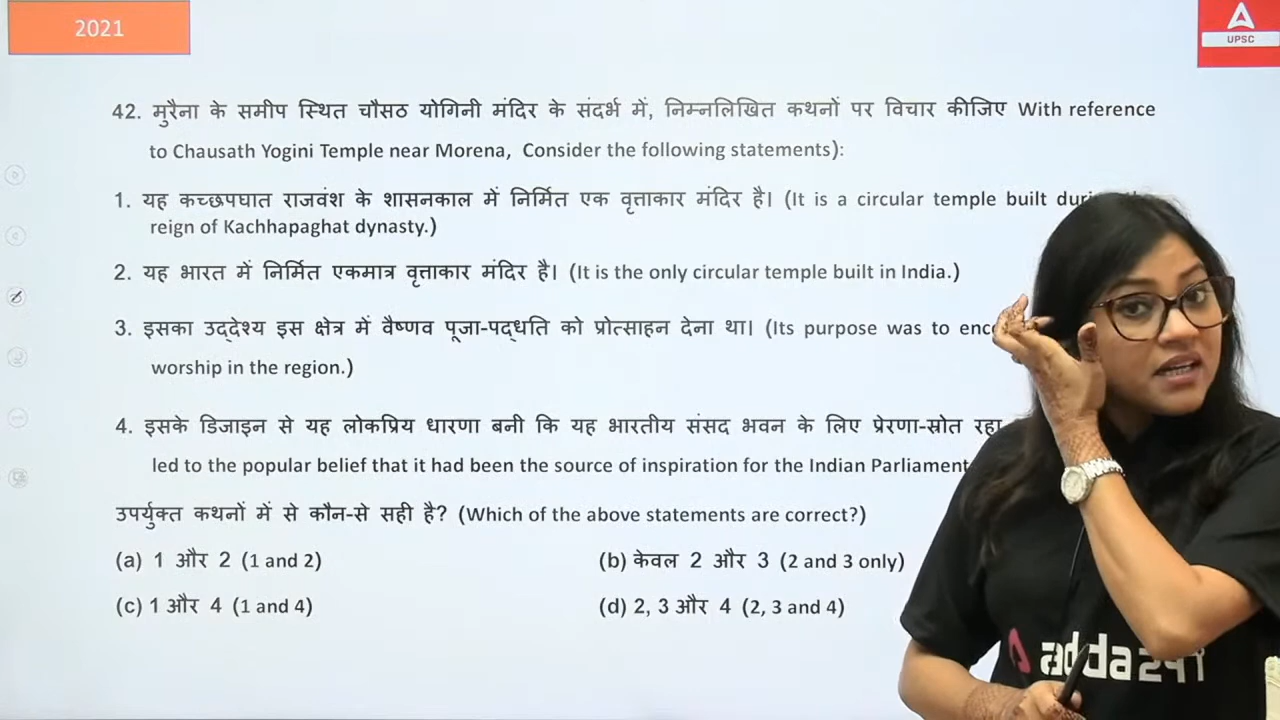 2021
UPSC
42. मुरैना के समीप स्थित चौसठ योगिनी मंदिर के संदर्भ में, निम्नलिखित कथनों पर विचार कीजिए With reference
to Chausath Yogini Temple near Morena, Consider the following statements):
1. यह कच्छपघात राजवंश के शासनकाल में निर्मित एक वृत्ताकार मंदिर है। (It is a circular temple built
reign of Kachhapaghat dynasty.)
2. यह भारत में निर्मित एकमात्र वृत्ताकार मंदिर है। (It is the only circular temple built in India.)
3. इसका उद्देश्य इस क्षेत्र में वैष्णव पूजा-पद्धति को प्रोत्साहन देना था। (Its purpose was to
worship in the region.)
4. इसके डिजाइन से यह लोकप्रिय धारणा बनी कि यह भारतीय संसद भवन के लिए प्रेरणा-स्रोत रहा
led to the popular belief that it had been the source of inspiration for the Indian Parliament
उपर्युक्त कथनों में से कौन-से सही है? (Which of the above statements are correct?)
(a) 1 और 2 (1 and 2) (b) केवल 2 और 3 (2 and 3 only)
(c) 1 और 4 (1 and 4) (d) 2, 3 और 4 (2, 3 and 4)
adda247